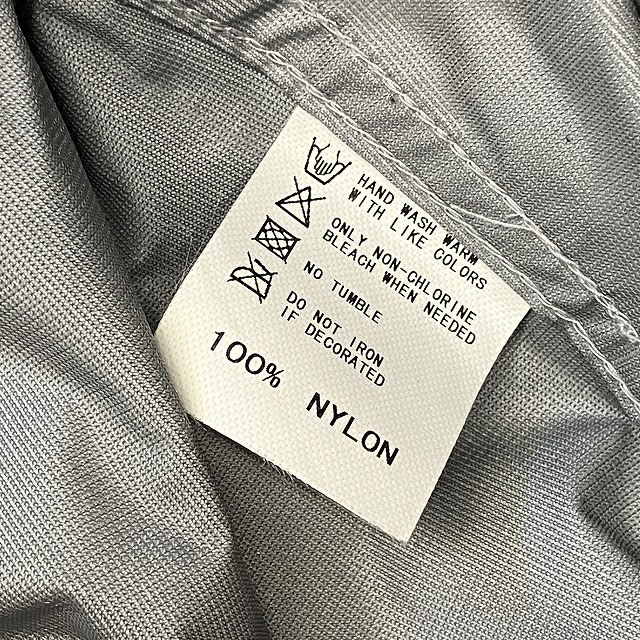 HAND WASH WARM
WITH LIKE COLORS
ONLY NON-CHLORINE
BLEACH WHEN NEEDED
NO TUMBLE
DO NOT IRON
IF DECORATED
100% NYLON